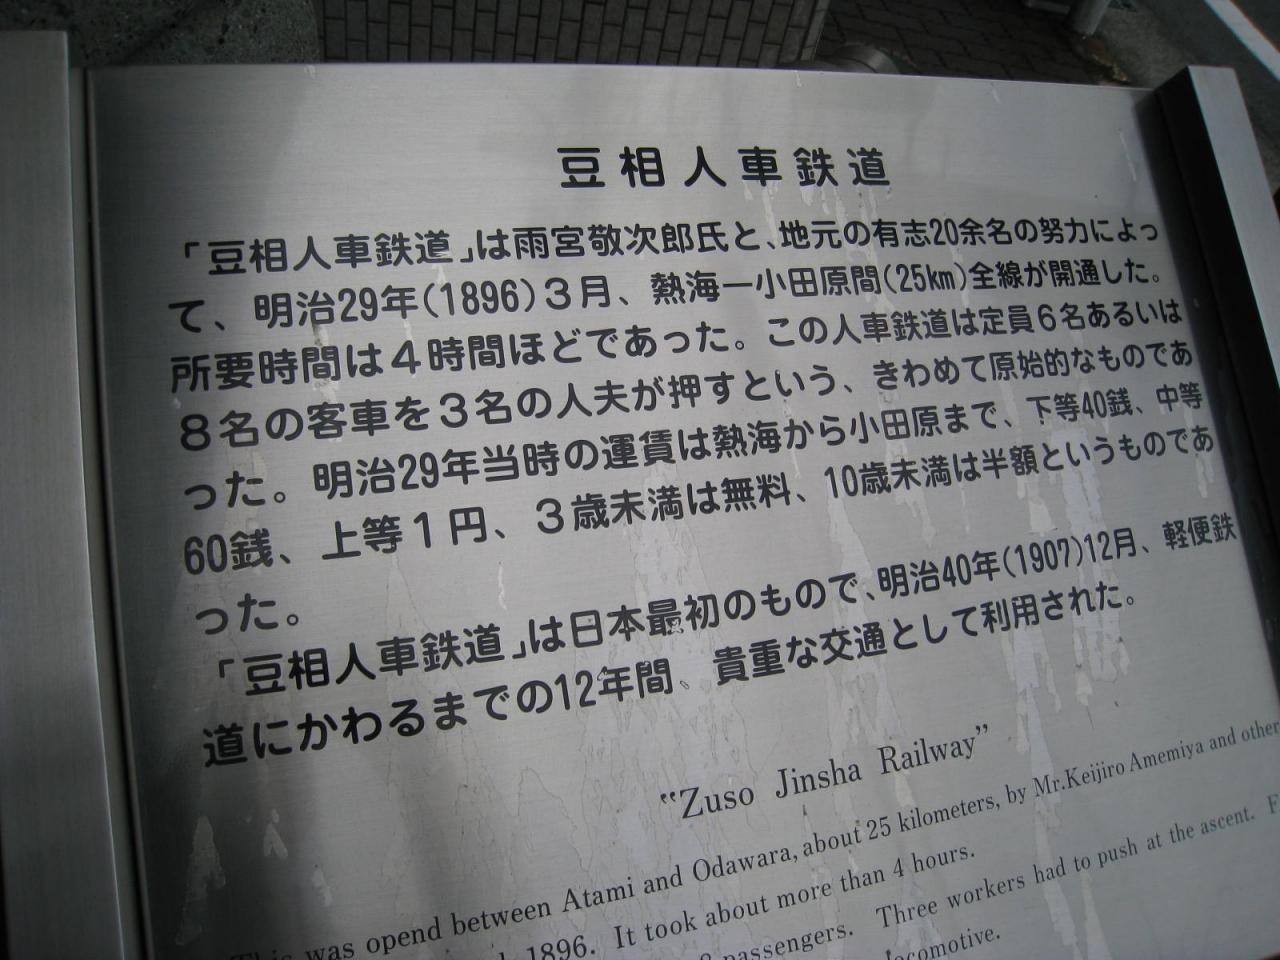 豆相人車鉄道
「豆相人車鉄道」は雨宮敬次郎氏と、地元の有志20余名の努力によっ
て、明治29年(1896)3月、熱海ー小田原間(25km)全線が開通した。
所要時間は4時間ほどであった。この人車鉄道は定員6名あるいは
8名の客車を3名の人夫が押すという、きわめて原始的なものであ
った。明治29年当時の運賃は熱海から小田原まで、下等40銭、中等
60銭、上等1円、3歳未満は無料、10歳未満は半額というものであ
った。
「豆相人車鉄道」は日本最初のもので、明治40年(1907)12月、軽便鉄
道にかわるまでの12年間、貴重な交通として利用された。
"Zuso Jinsha Railway"
This was opend between Atami and Odawara, about 25 kilometers, by Mr.Keijiro Amemiya and other
1896. It took about more than 4 hours.
passengers. Three workers had to push at the ascent.
locomotive.